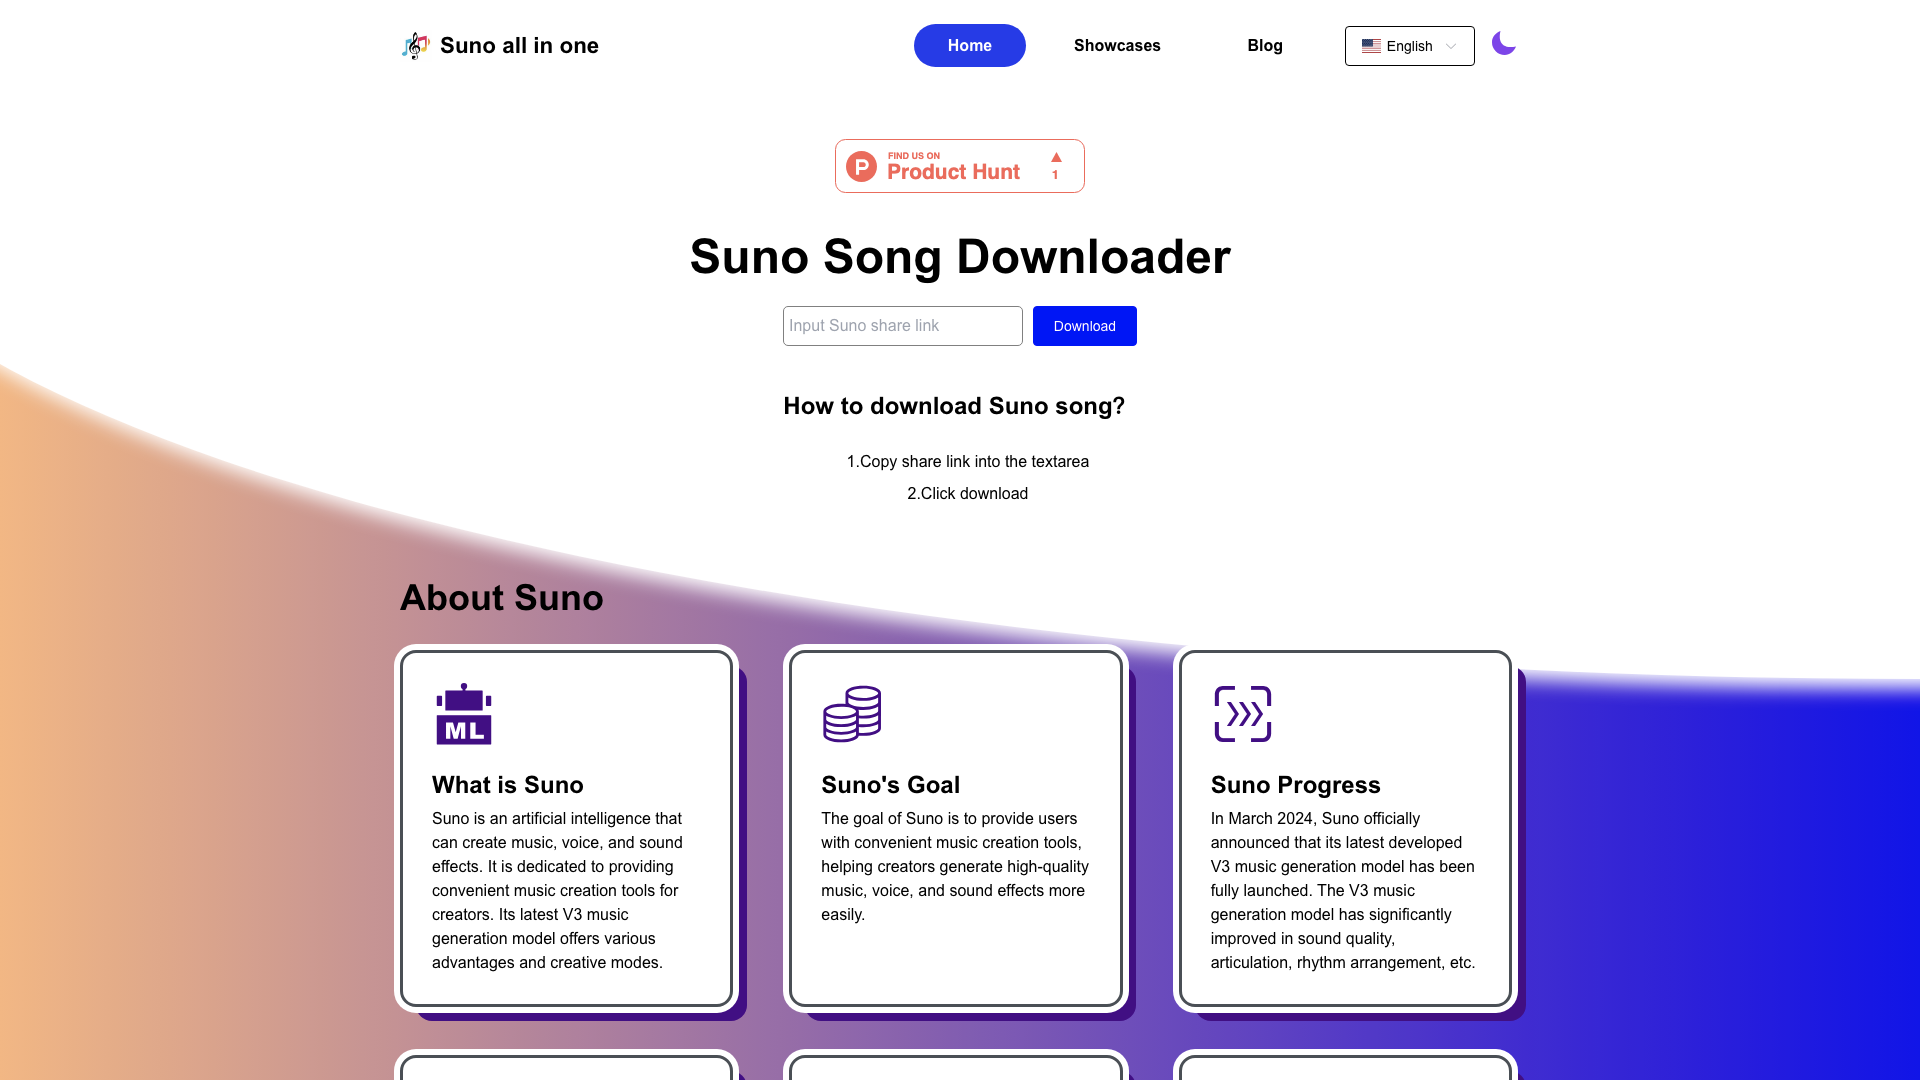 Suno all in one
Home
Showcases
Blog
English
FIND US ON
Product Hunt
1
Suno Song Downloader
Input Suno share link
Download
How to download Suno song?
1.Copy share link into the textarea
2.Click download
About Suno
ML
What is Suno
Suno is an artificial intelligence that
can create music, voice, and sound
effects. It is dedicated to providing
convenient music creation tools for
creators. Its latest V3 music
generation model offers various
advantages and creative modes.
Suno's Goal
The goal of Suno is to provide users
with convenient music creation tools,
helping creators generate high-quality
music, voice, and sound effects more
easily.
Suno Progress
In March 2024, Suno officially
announced that its latest developed
V3 music generation model has been
fully launched. The V3 music
generation model has significantly
improved in sound quality,
articulation, rhythm arrangement, etc.